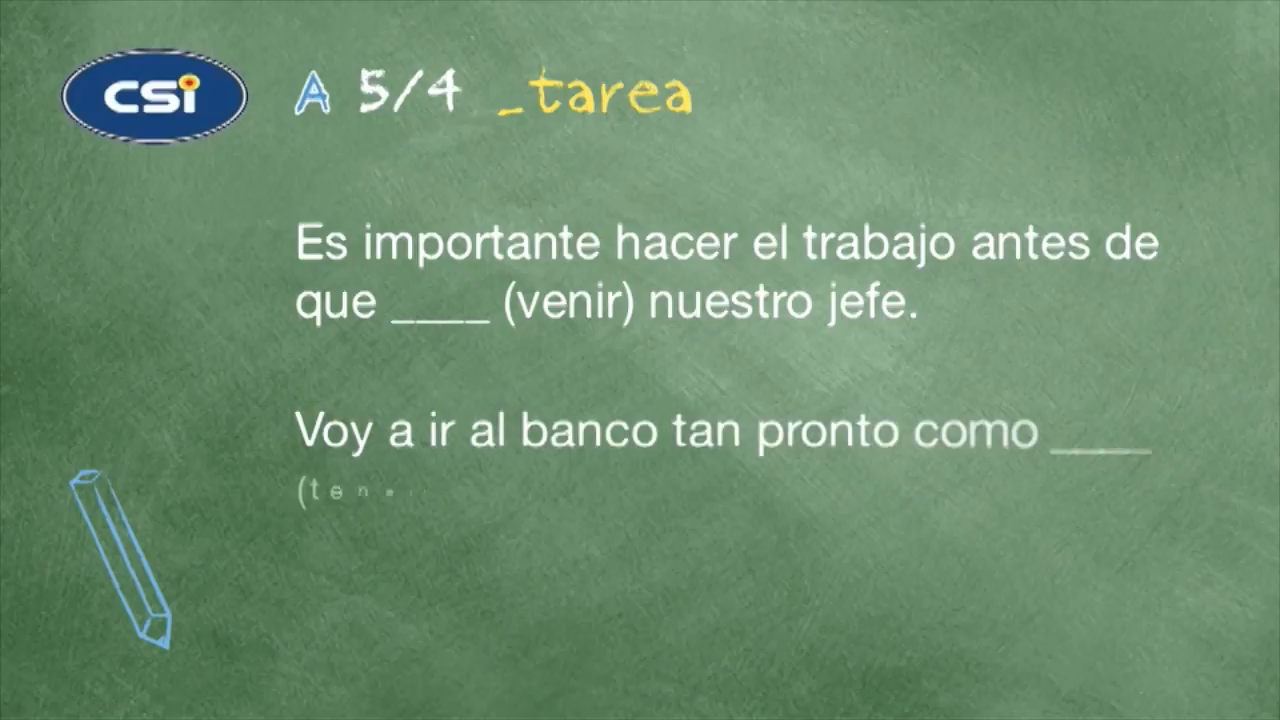 CSi
A 5/4 _tarea
Es importante hacer el trabajo antes de
que ____ (venir) nuestro jefe.
Voy a ir al banco tan pronto como ____
(ten